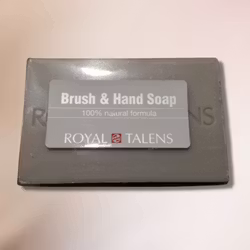 Brush & Hand Soap
100% natural formula
ROYAL TALENS